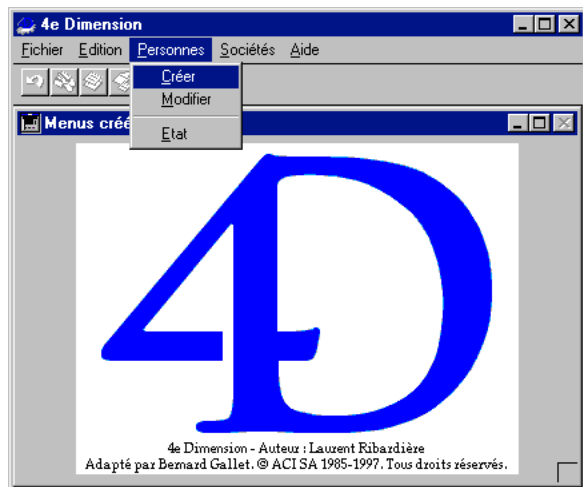 4e Dimension
Fichier Edition Personnes Sociétés Aide
Créer
Modifier
Etat
Menus créé
4D
4e Dimension - Auteur : Laurent Ribardière
Adapté par Bernard Gallet. © ACI SA 1985-1997. Tous droits réservés.